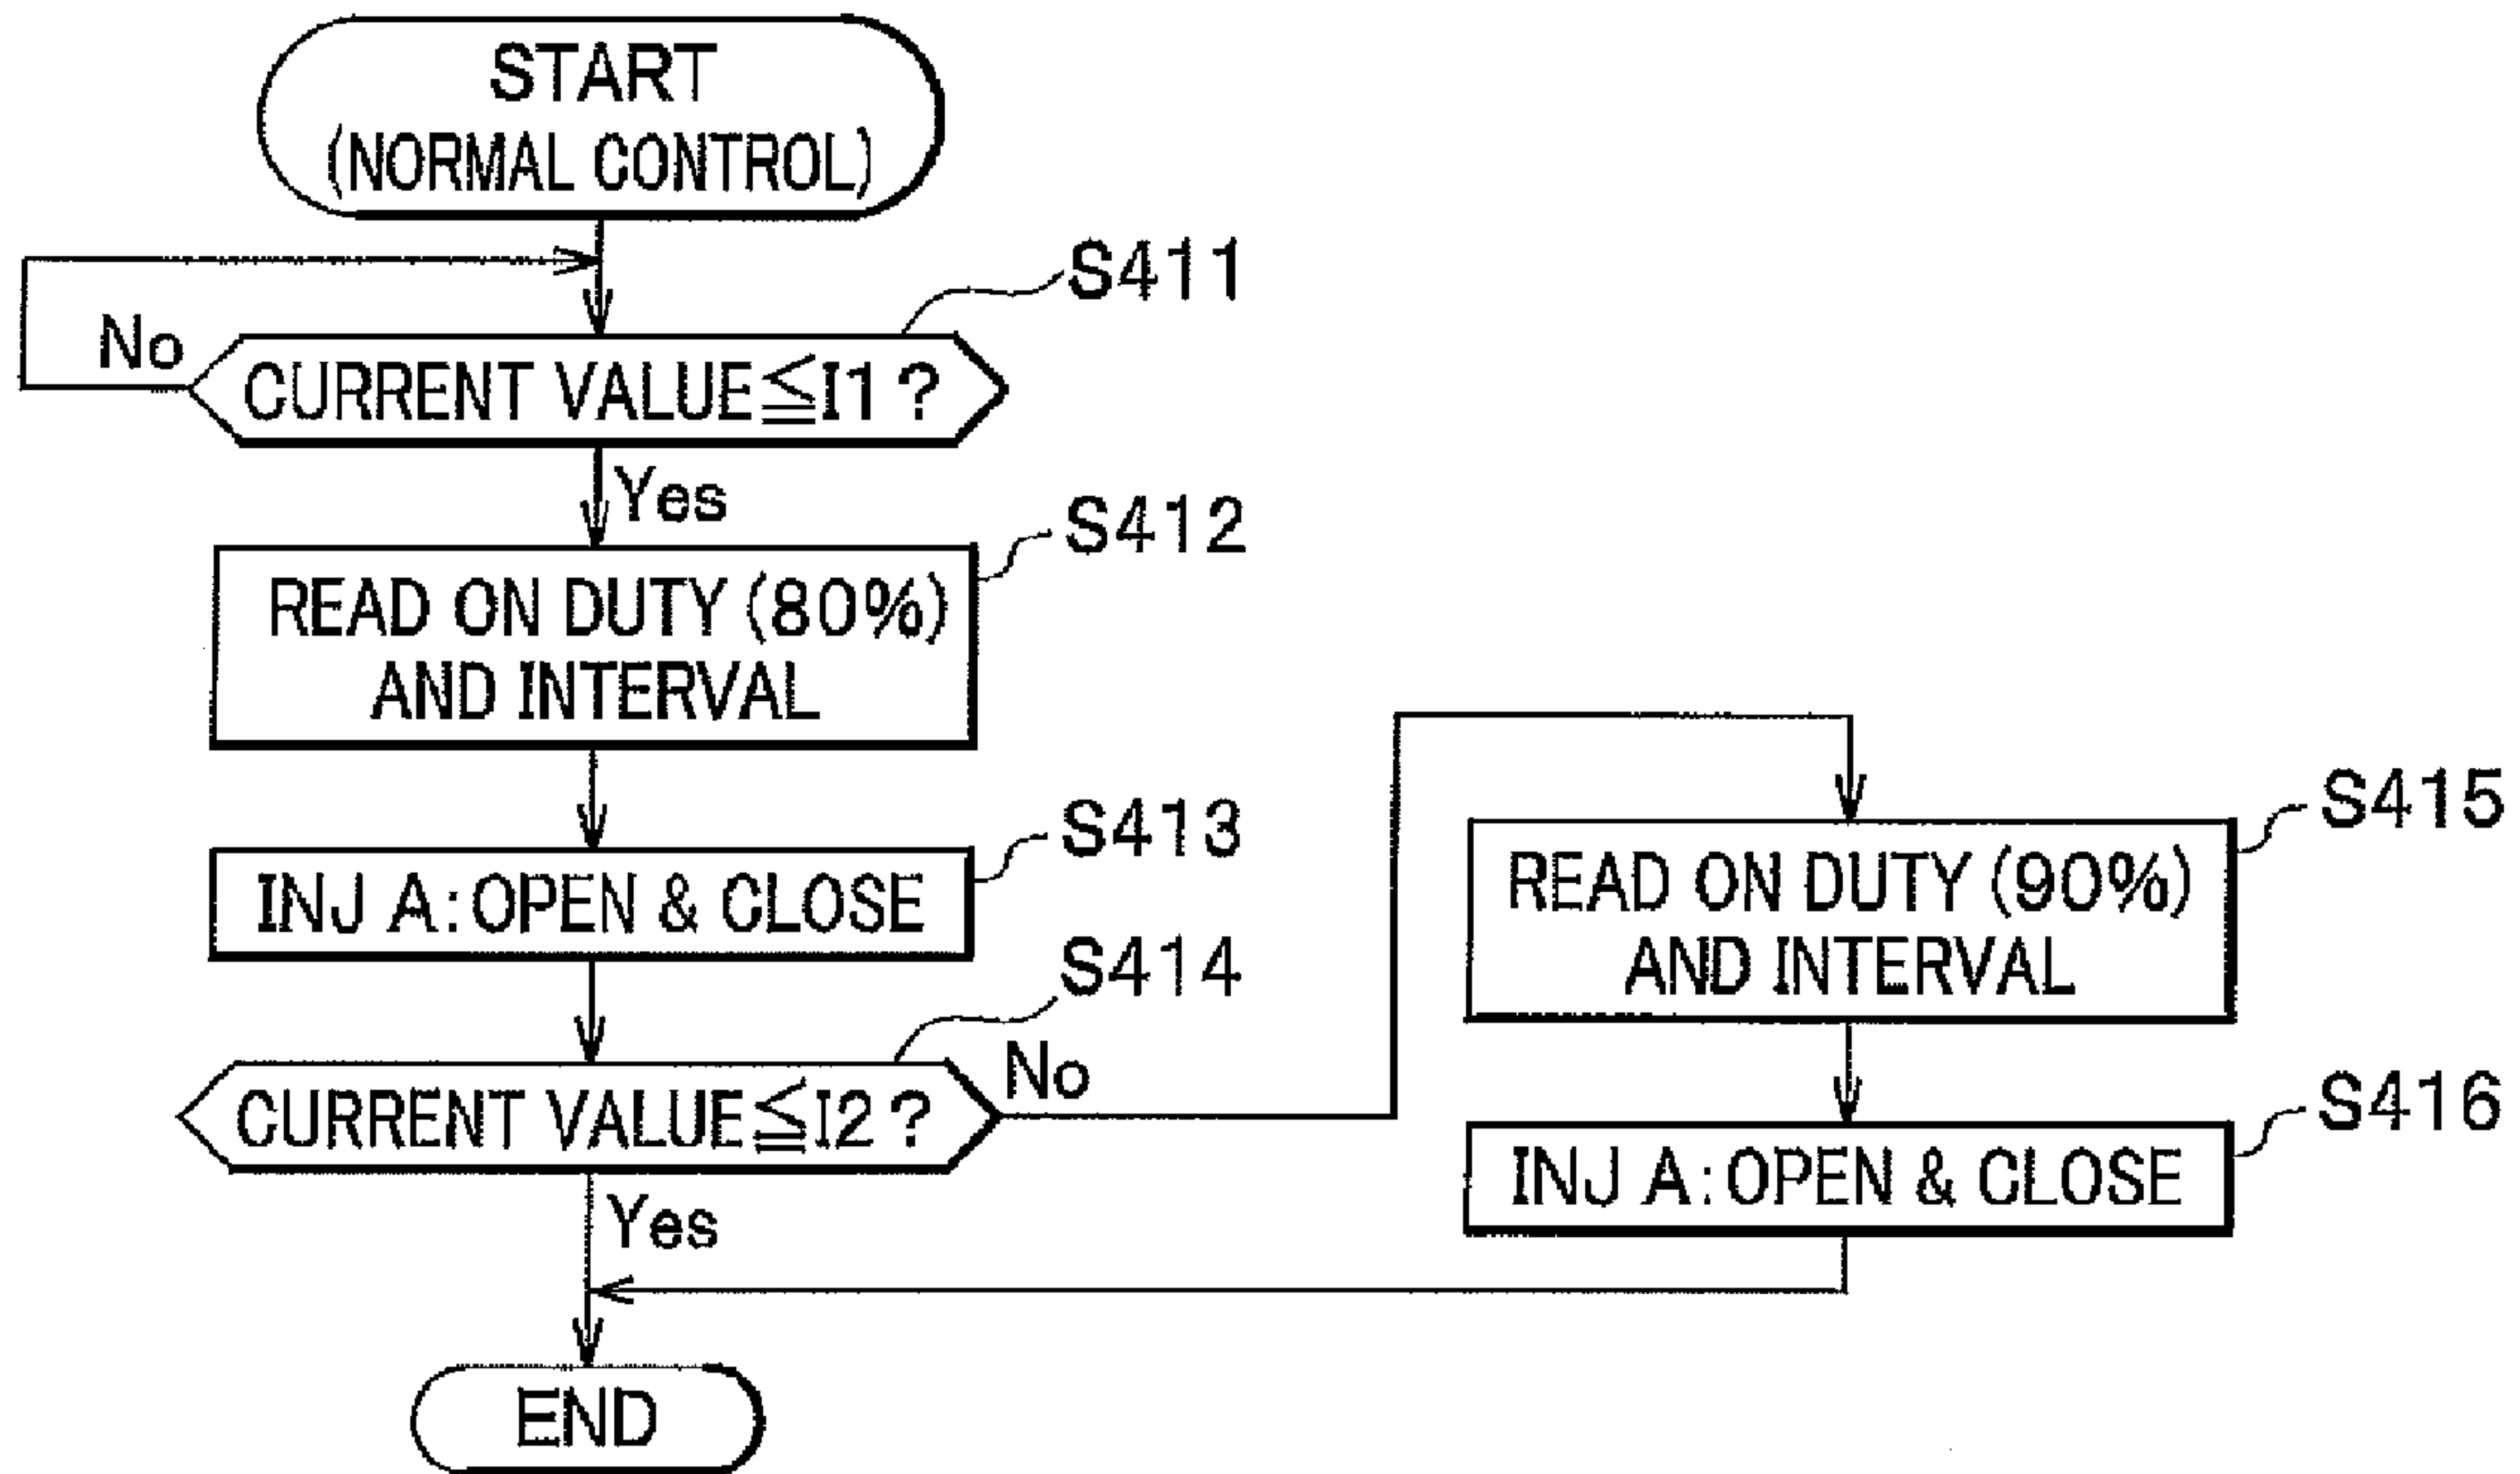 START
(NORMAL CONTROL)
S411
No
CURRENT VALUE≦I1?
Yes
S412
READ ON DUTY (80%)
AND INTERVAL
S413
INJ A:OPEN & CLOSE
S414
CURRENT VALUE≦I2?
No
Yes
S415
READ ON DUTY (90%)
AND INTERVAL
S416
INJ A:OPEN & CLOSE
END